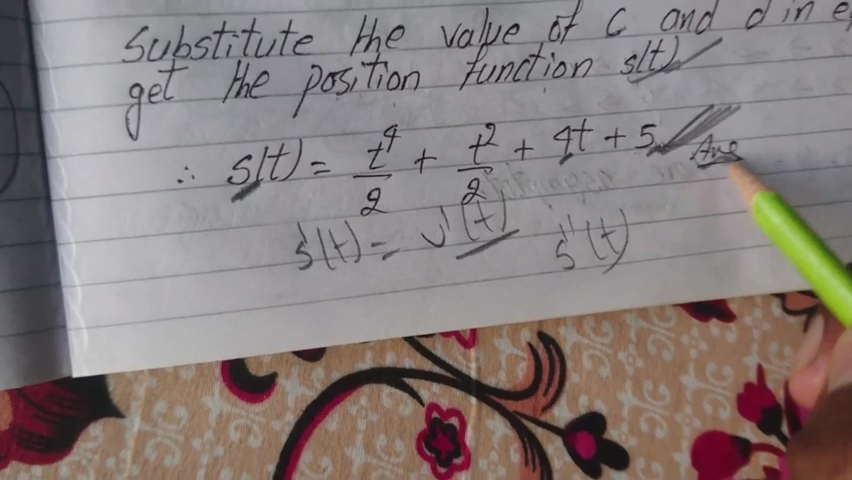 Substitute the value of c and d in
get the position function s(t)
∴ s(t) = t⁴/2 + t²/2 + 4t + 5 Ans
s'(t) = v'(t) s''(t)